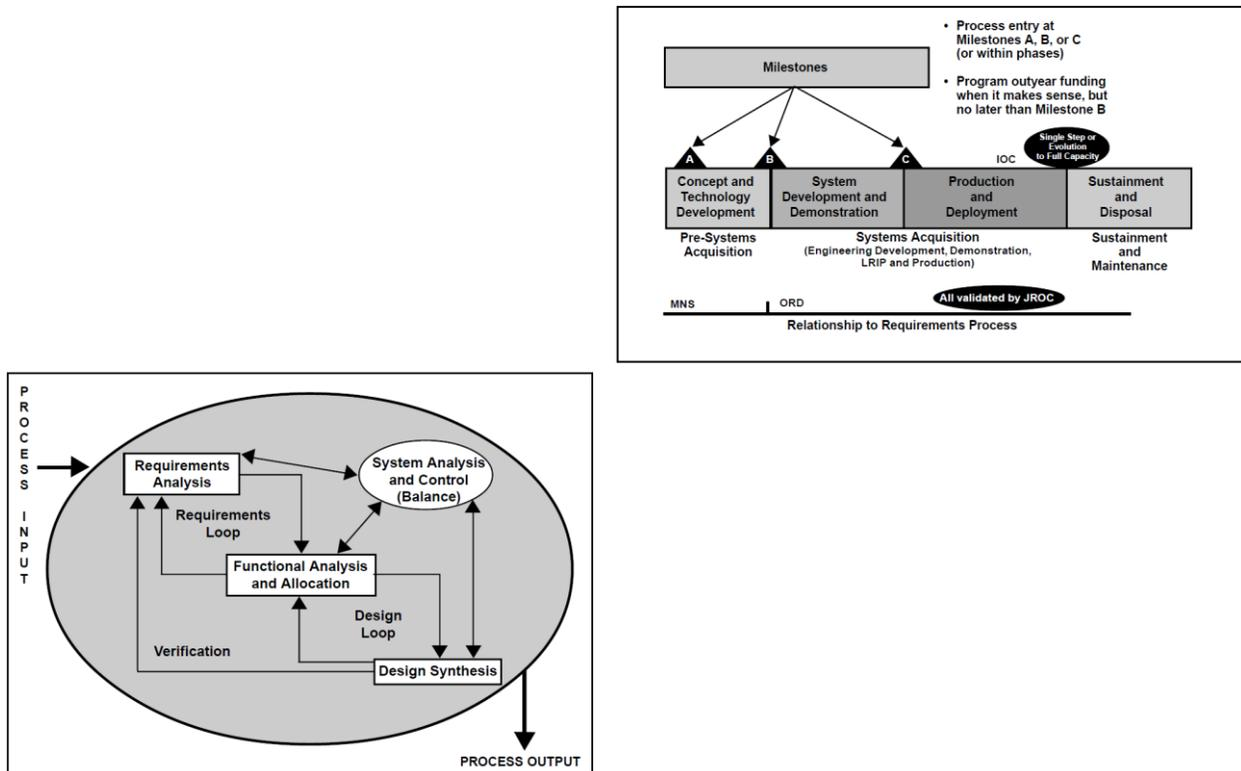 • Process entry at
Milestones A, B, or C
(or within phases)
• Program outyear funding
when it makes sense, but
no later than Milestone B
Milestones
Single Step or
Evolution
to Full Capacity
A
B
C
IOC
Concept and
Technology
Development
System
Development and
Demonstration
Production
and
Deployment
Sustainment
and
Disposal
Pre-Systems
Acquisition
Systems Acquisition
(Engineering Development, Demonstration,
LRIP and Production)
Sustainment
and
Maintenance
MNS
ORD
All validated by JROC
Relationship to Requirements Process
PROCESS INPUT
Requirements
Analysis
System Analysis
and Control
(Balance)
Requirements
Loop
Functional Analysis
and Allocation
Design
Loop
Verification
Design Synthesis
PROCESS OUTPUT